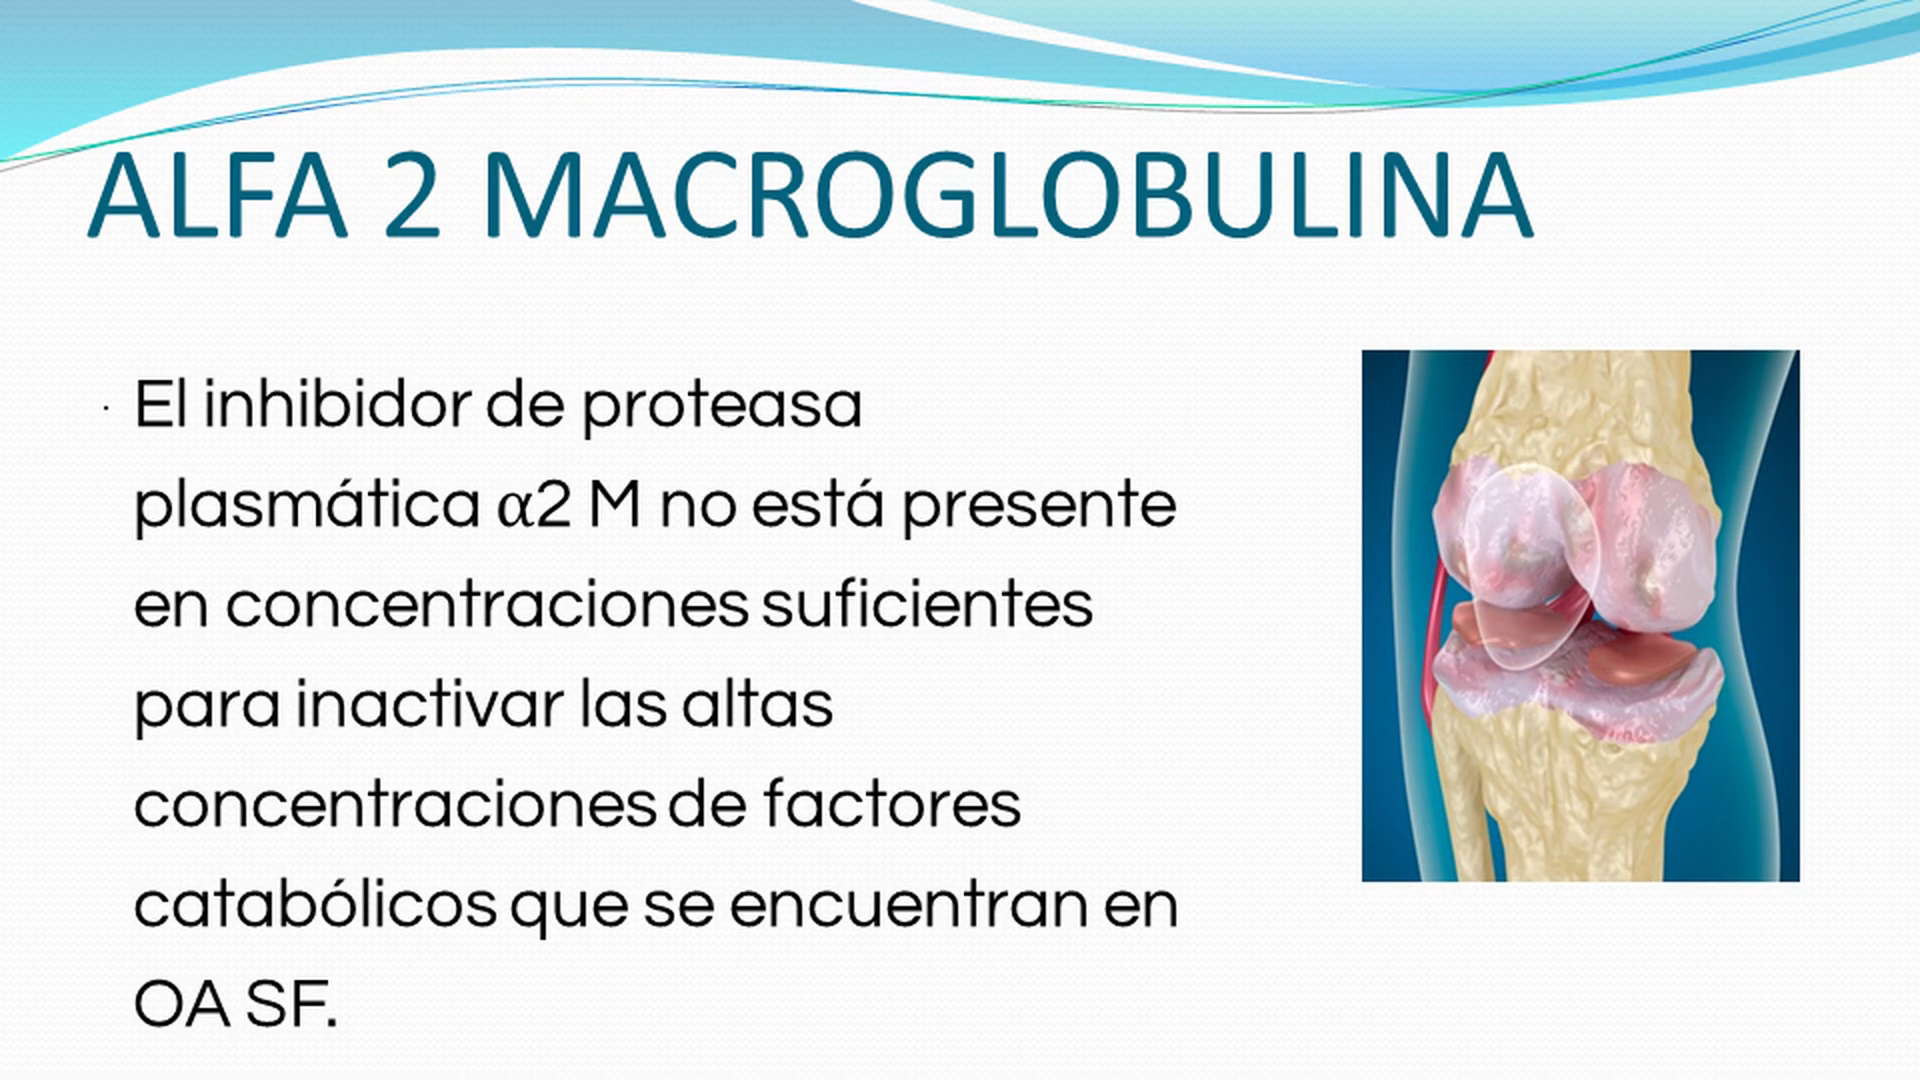 ALFA 2 MACROGLOBULINA
· El inhibidor de proteasa
plasmática α2 M no está presente
en concentraciones suficientes
para inactivar las altas
concentraciones de factores
catabólicos que se encuentran en
OA SF.